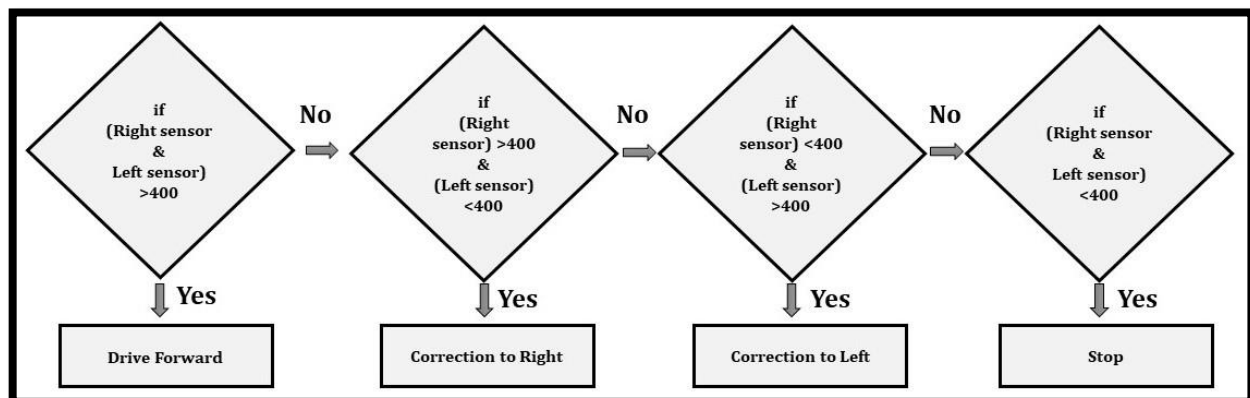 if
(Right sensor
&
Left sensor)
>400
No
if
(Right
sensor) >400
&
(Left sensor)
<400
No
if
(Right
sensor) <400
&
(Left sensor)
>400
No
if
(Right sensor
&
Left sensor)
<400
Yes
Yes
Yes
Yes
Drive Forward
Correction to Right
Correction to Left
Stop